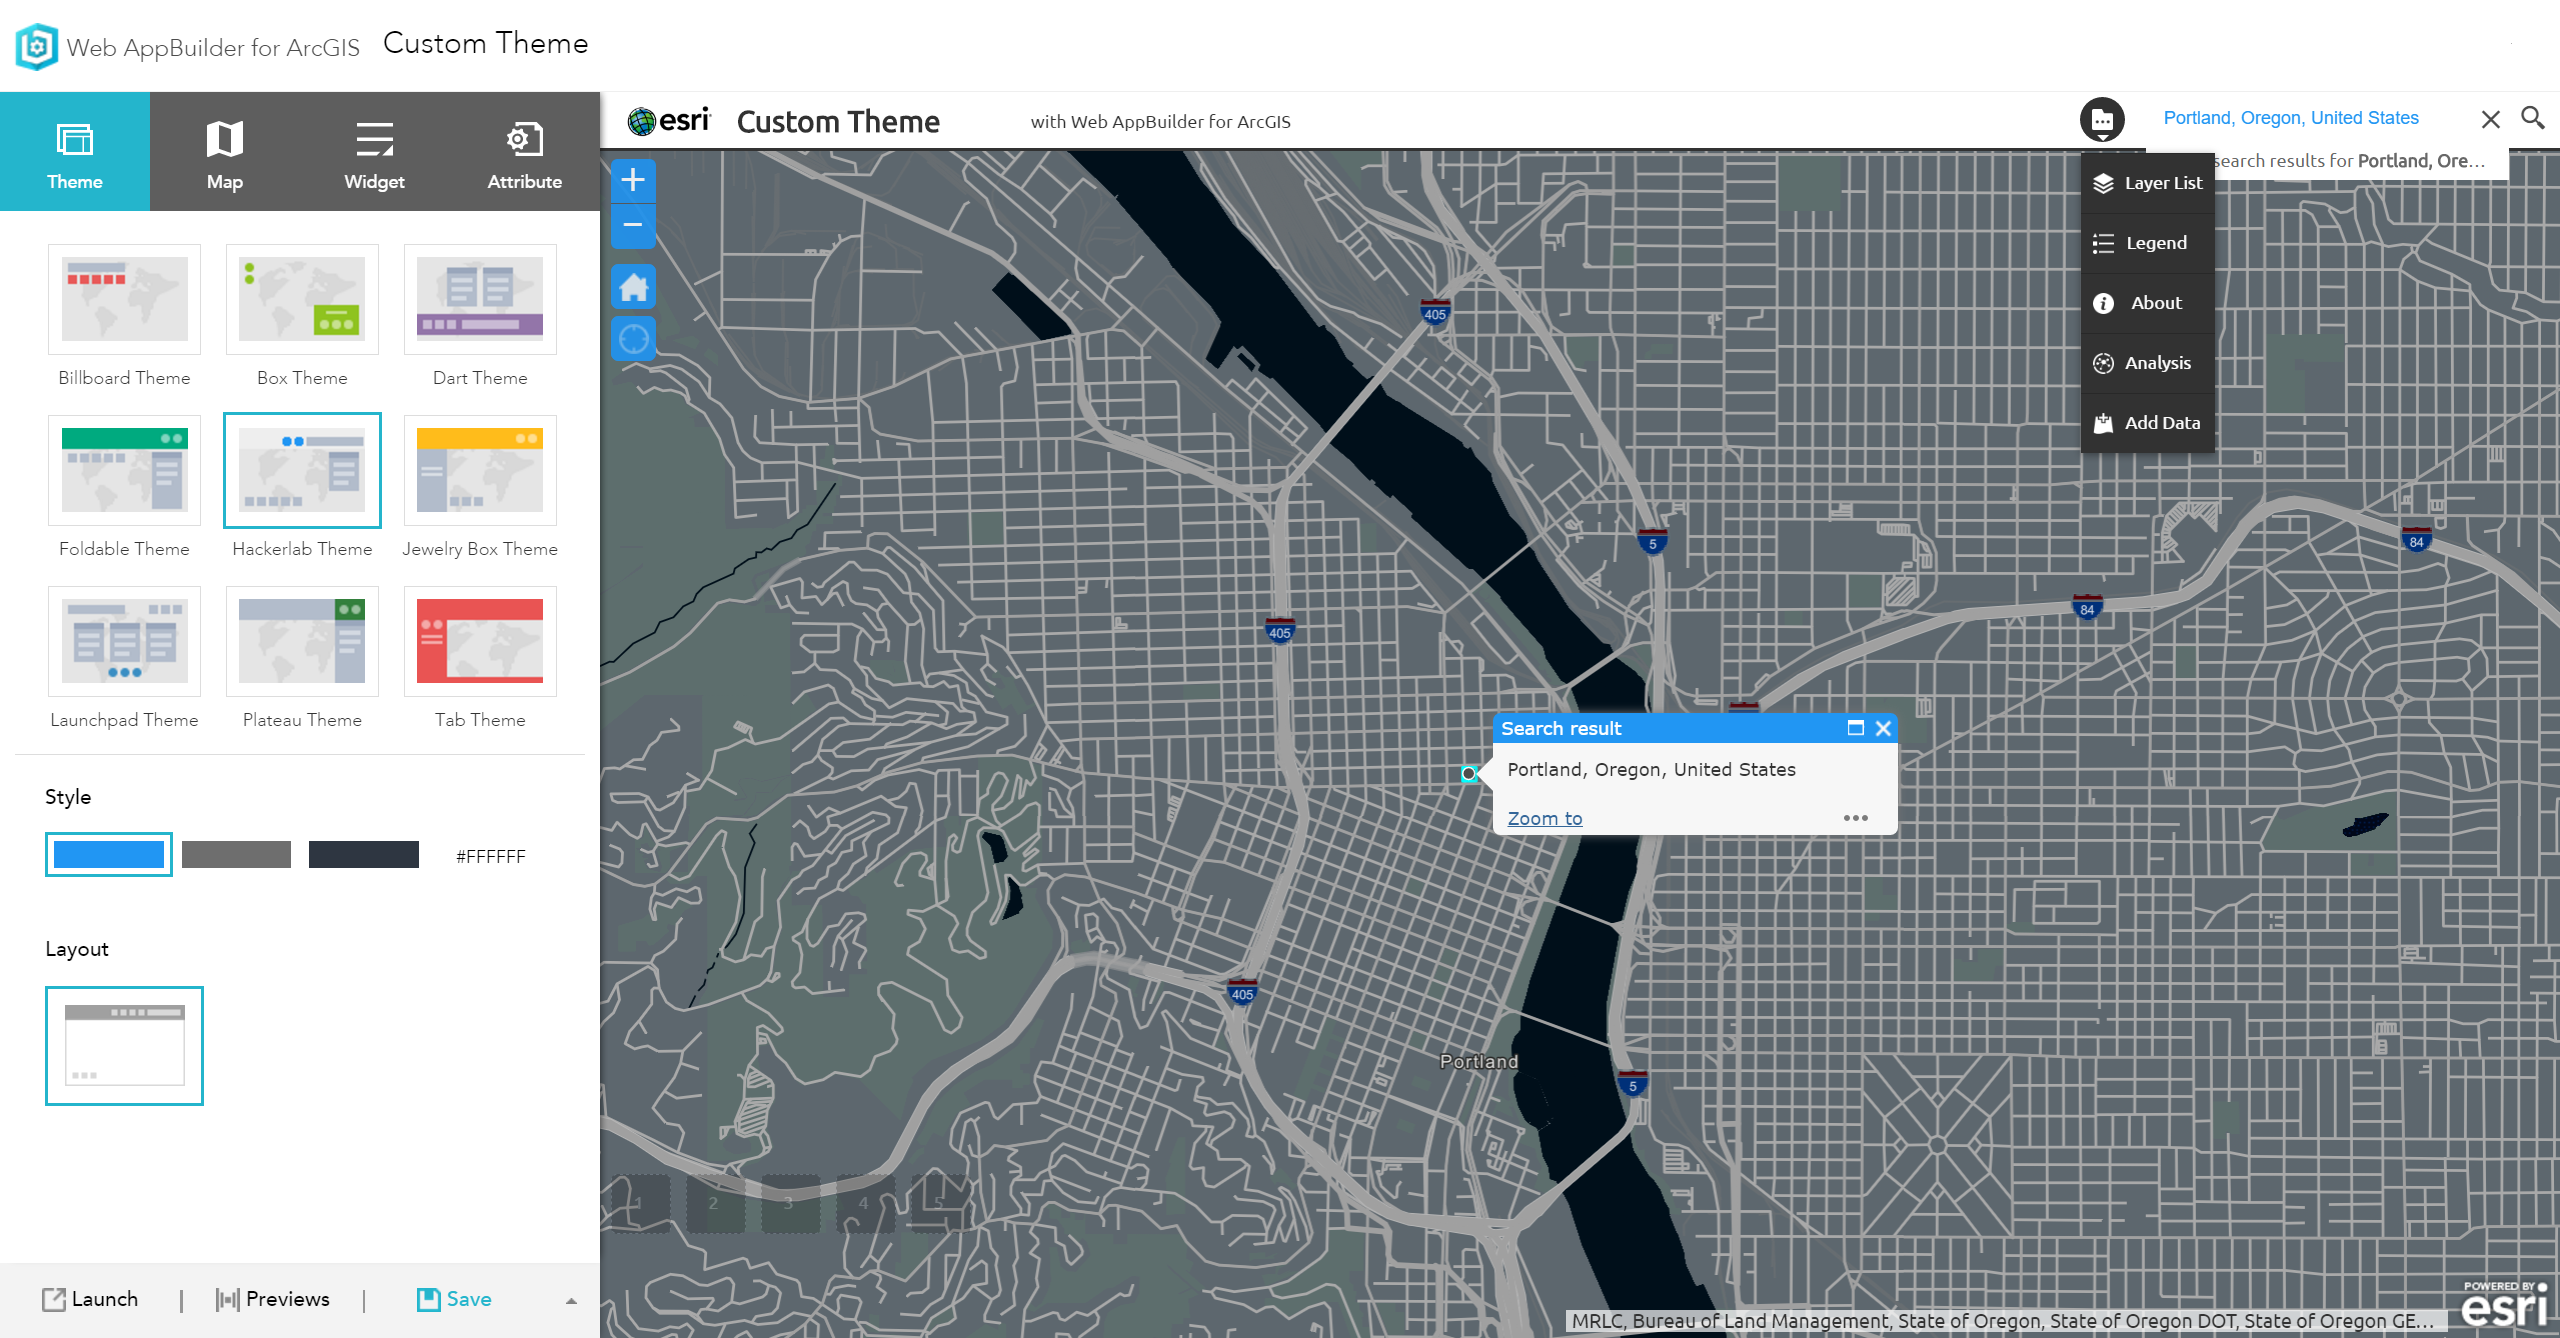 Web AppBuilder for ArcGIS Custom Theme
Theme
Map
Widget
Attribute
Billboard Theme
Box Theme
Dart Theme
Foldable Theme
Hackerlab Theme
Jewelry Box Theme
Launchpad Theme
Plateau Theme
Tab Theme
Style
#FFFFFF
Layout
Launch
Previews
Save
esri
Custom Theme
with Web AppBuilder for ArcGIS
Portland, Oregon, United States
search results for Portland, Ore...
Layer List
Legend
About
Analysis
Add Data
405
5
84
84
405
Search result
Portland, Oregon, United States
Zoom to
405
Portland
5
1
2
3
4
5
POWERED BY
esri
MRLC, Bureau of Land Management, State of Oregon, State of Oregon DOT, State of Oregon GE...